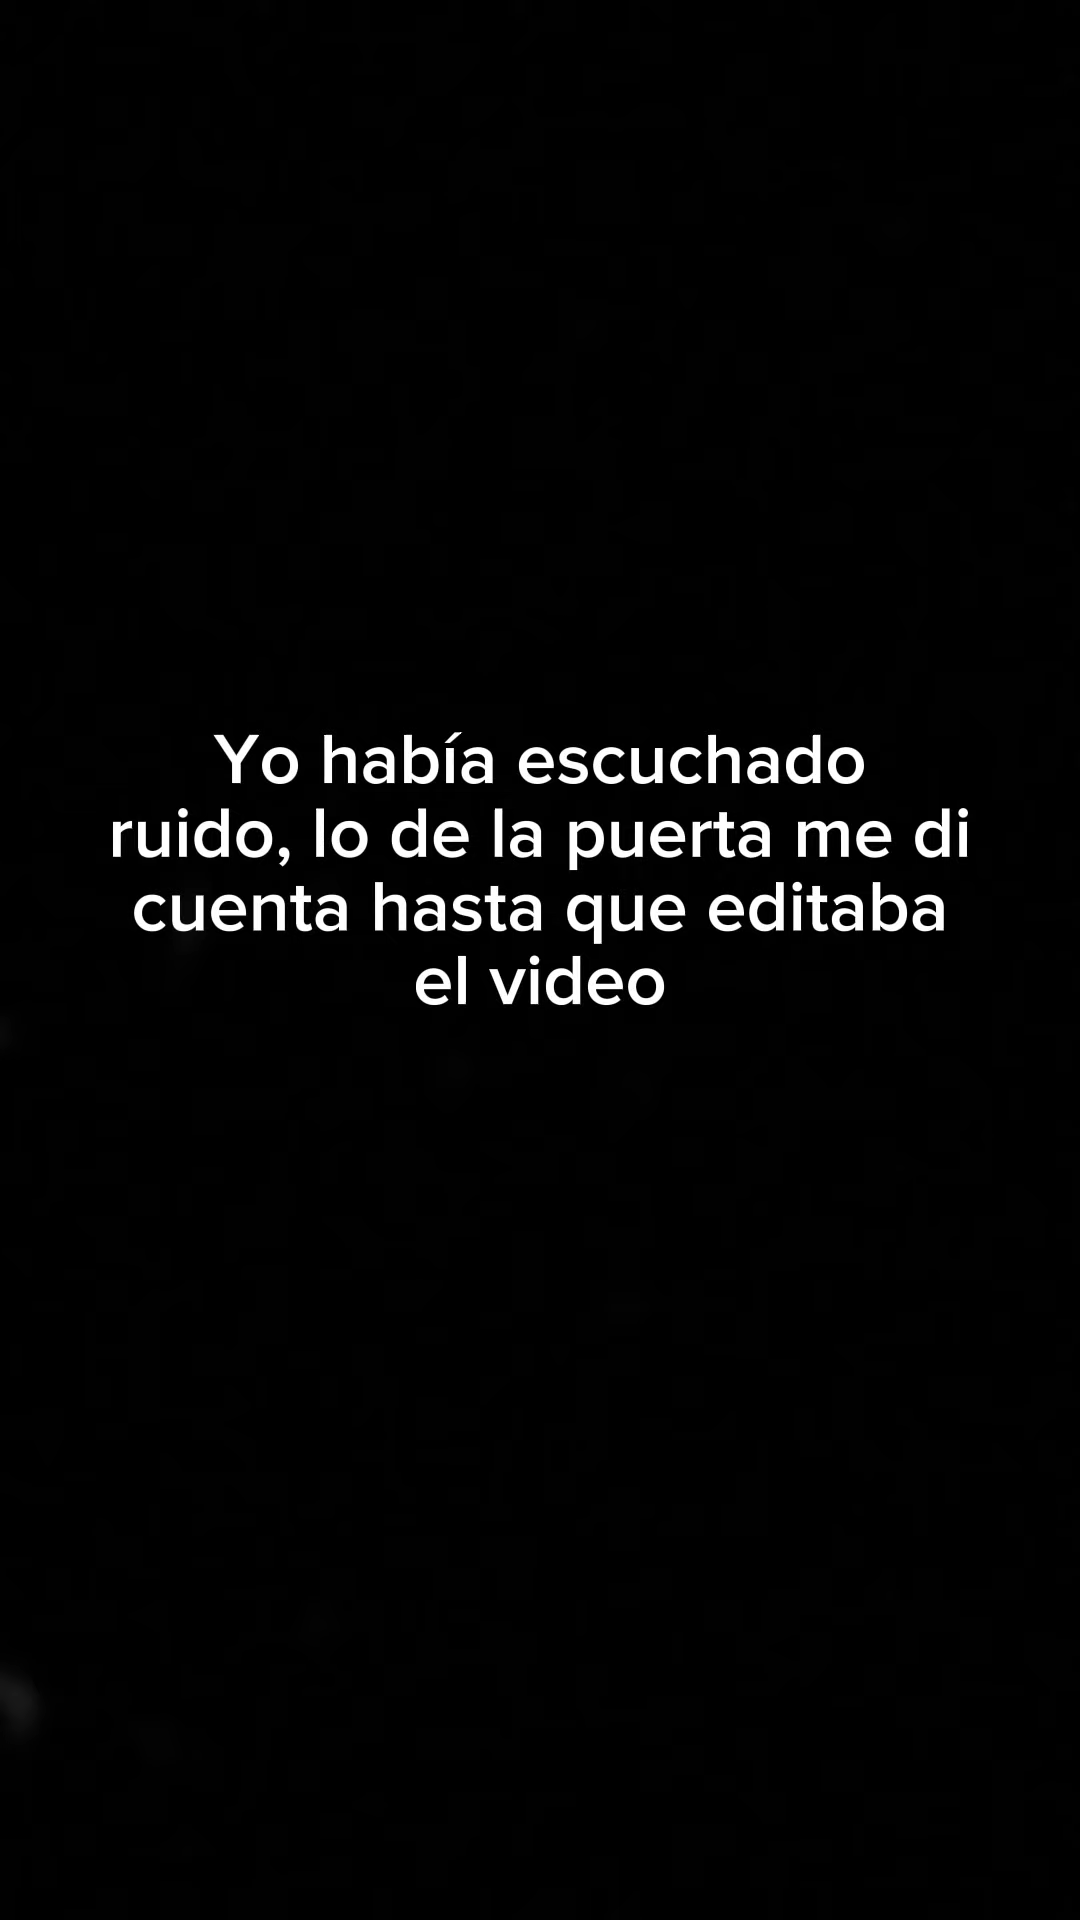 Yo había escuchado
ruido, lo de la puerta me di
cuenta hasta que editaba
el video